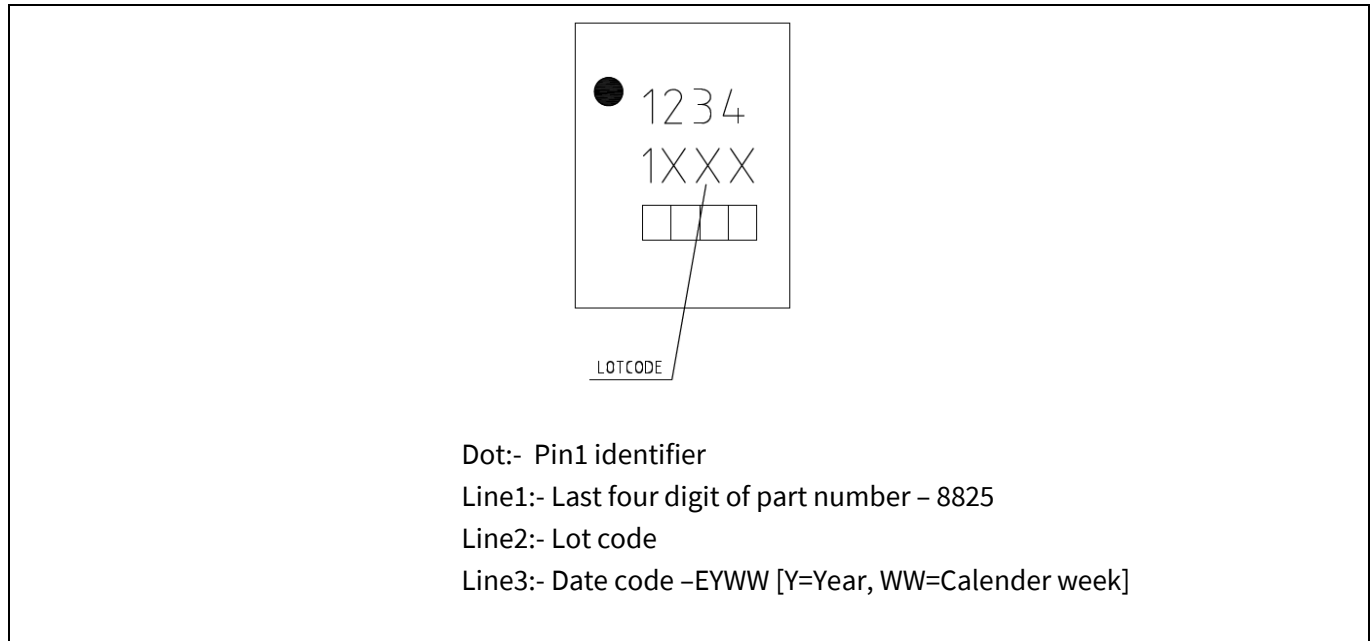 1234
1XXX
LOTCODE
Dot:-  Pin1 identifier
Line1:- Last four digit of part number – 8825
Line2:- Lot code
Line3:- Date code –EYWW [Y=Year, WW=Calender week]